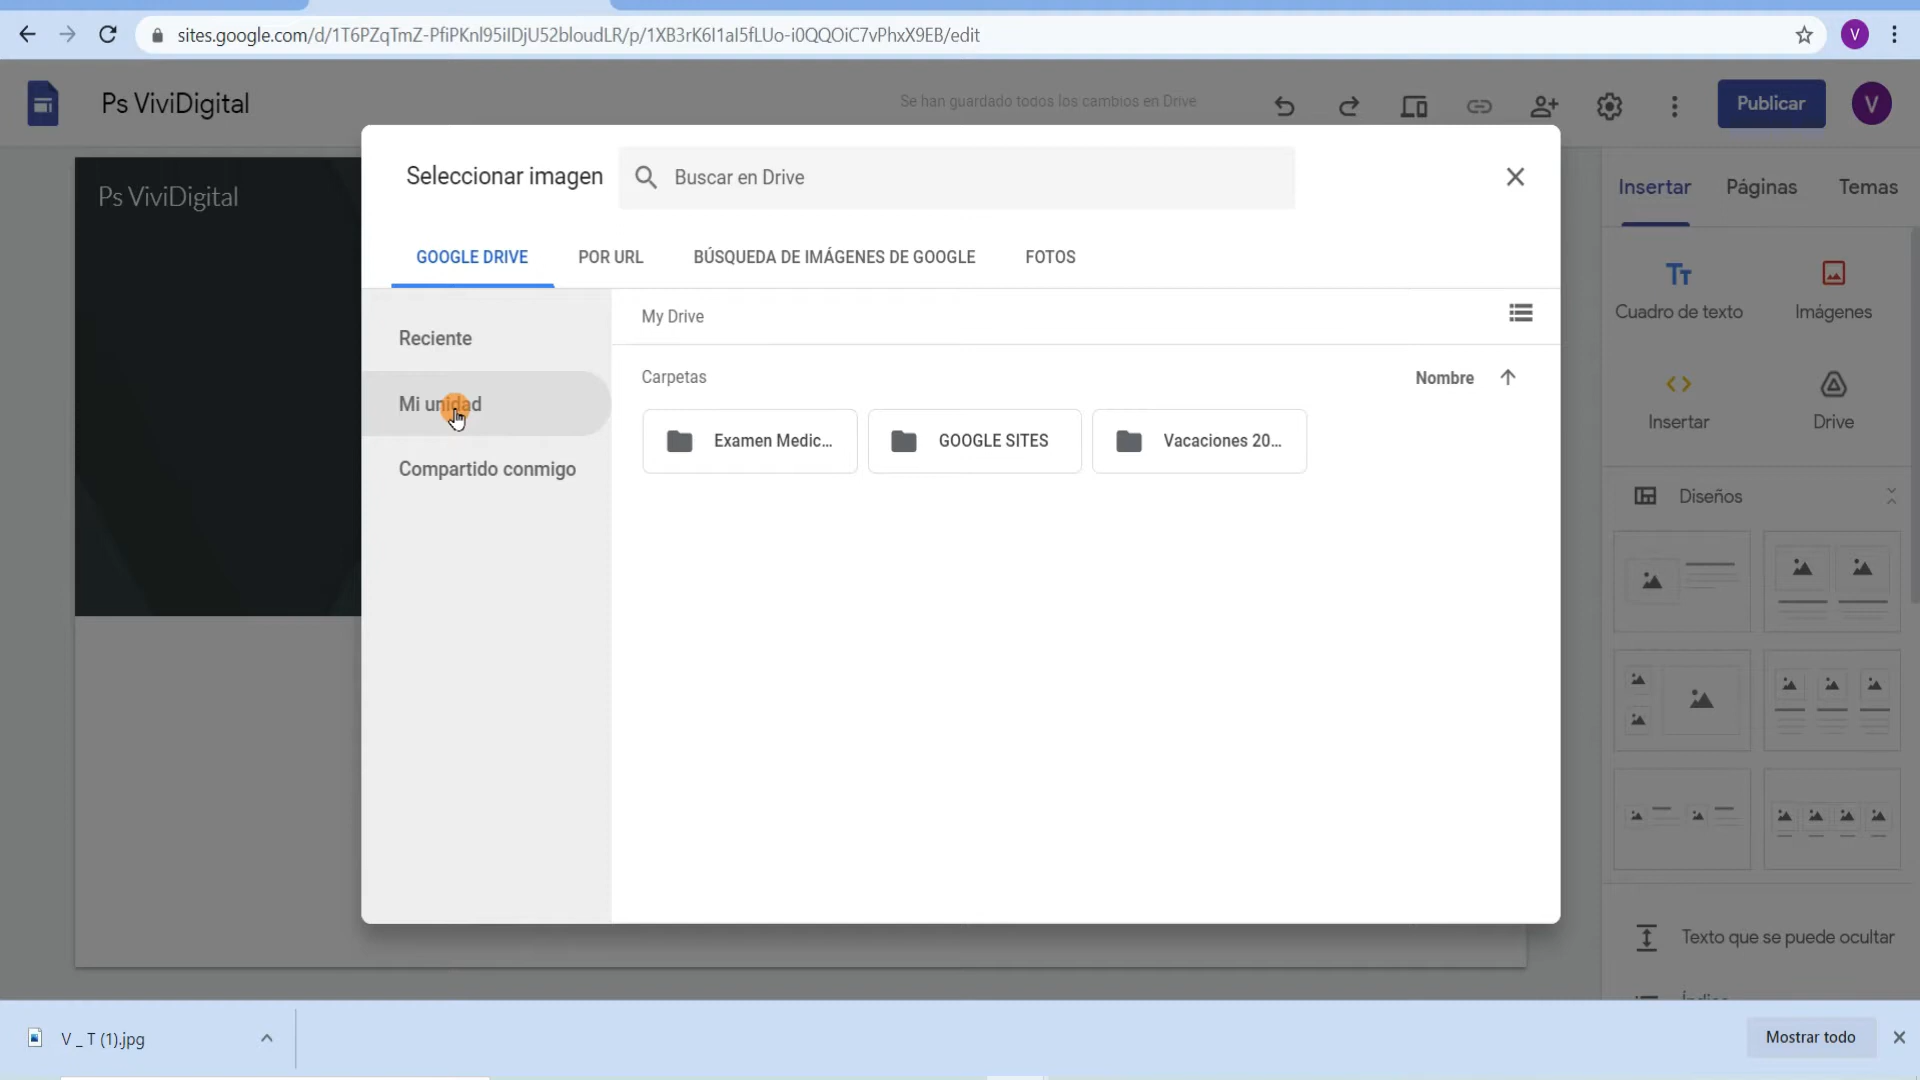 sites.google.com/d/1T6PZqTmZ-PfiPKnl95iIDjU52bloudLR/p/1XB3rK6I1aI5fLUo-i0QQOiC7vPhxX9EB/edit
V
Ps ViviDigital
Se han guardado todos los cambios en Drive
Publicar
V
Ps ViviDigital
Seleccionar imagen
Buscar en Drive
GOOGLE DRIVE
POR URL
BÚSQUEDA DE IMÁGENES DE GOOGLE
FOTOS
Reciente
Mi unidad
Compartido conmigo
My Drive
Carpetas
Nombre
Examen Medic...
GOOGLE SITES
Vacaciones 20...
Insertar
Páginas
Temas
Tт
Cuadro de texto
Imágenes
Insertar
Drive
Diseños
Texto que se puede ocultar
V _ T (1).jpg
Mostrar todo